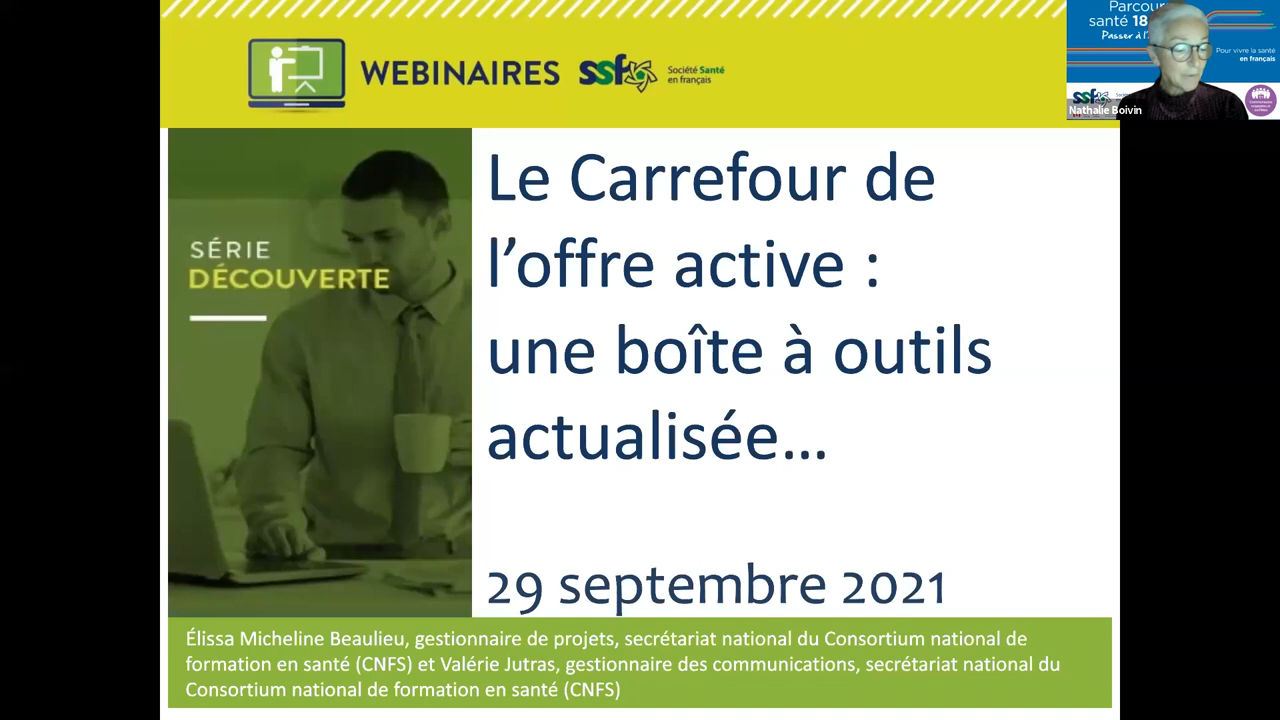 WEBINAIRES
ssf
Société Santé
en français
Parcou
santé 18
Passer à l'
Pour vivre la santé
en français
ssf
Nathalie Boivin
SÉRIE
DÉCOUVERTE
Le Carrefour de
l'offre active :
une boîte à outils
actualisée...
29 septembre 2021
Élissa Micheline Beaulieu, gestionnaire de projets, secrétariat national du Consortium national de
formation en santé (CNFS) et Valérie Jutras, gestionnaire des communications, secrétariat national du
Consortium national de formation en santé (CNFS)